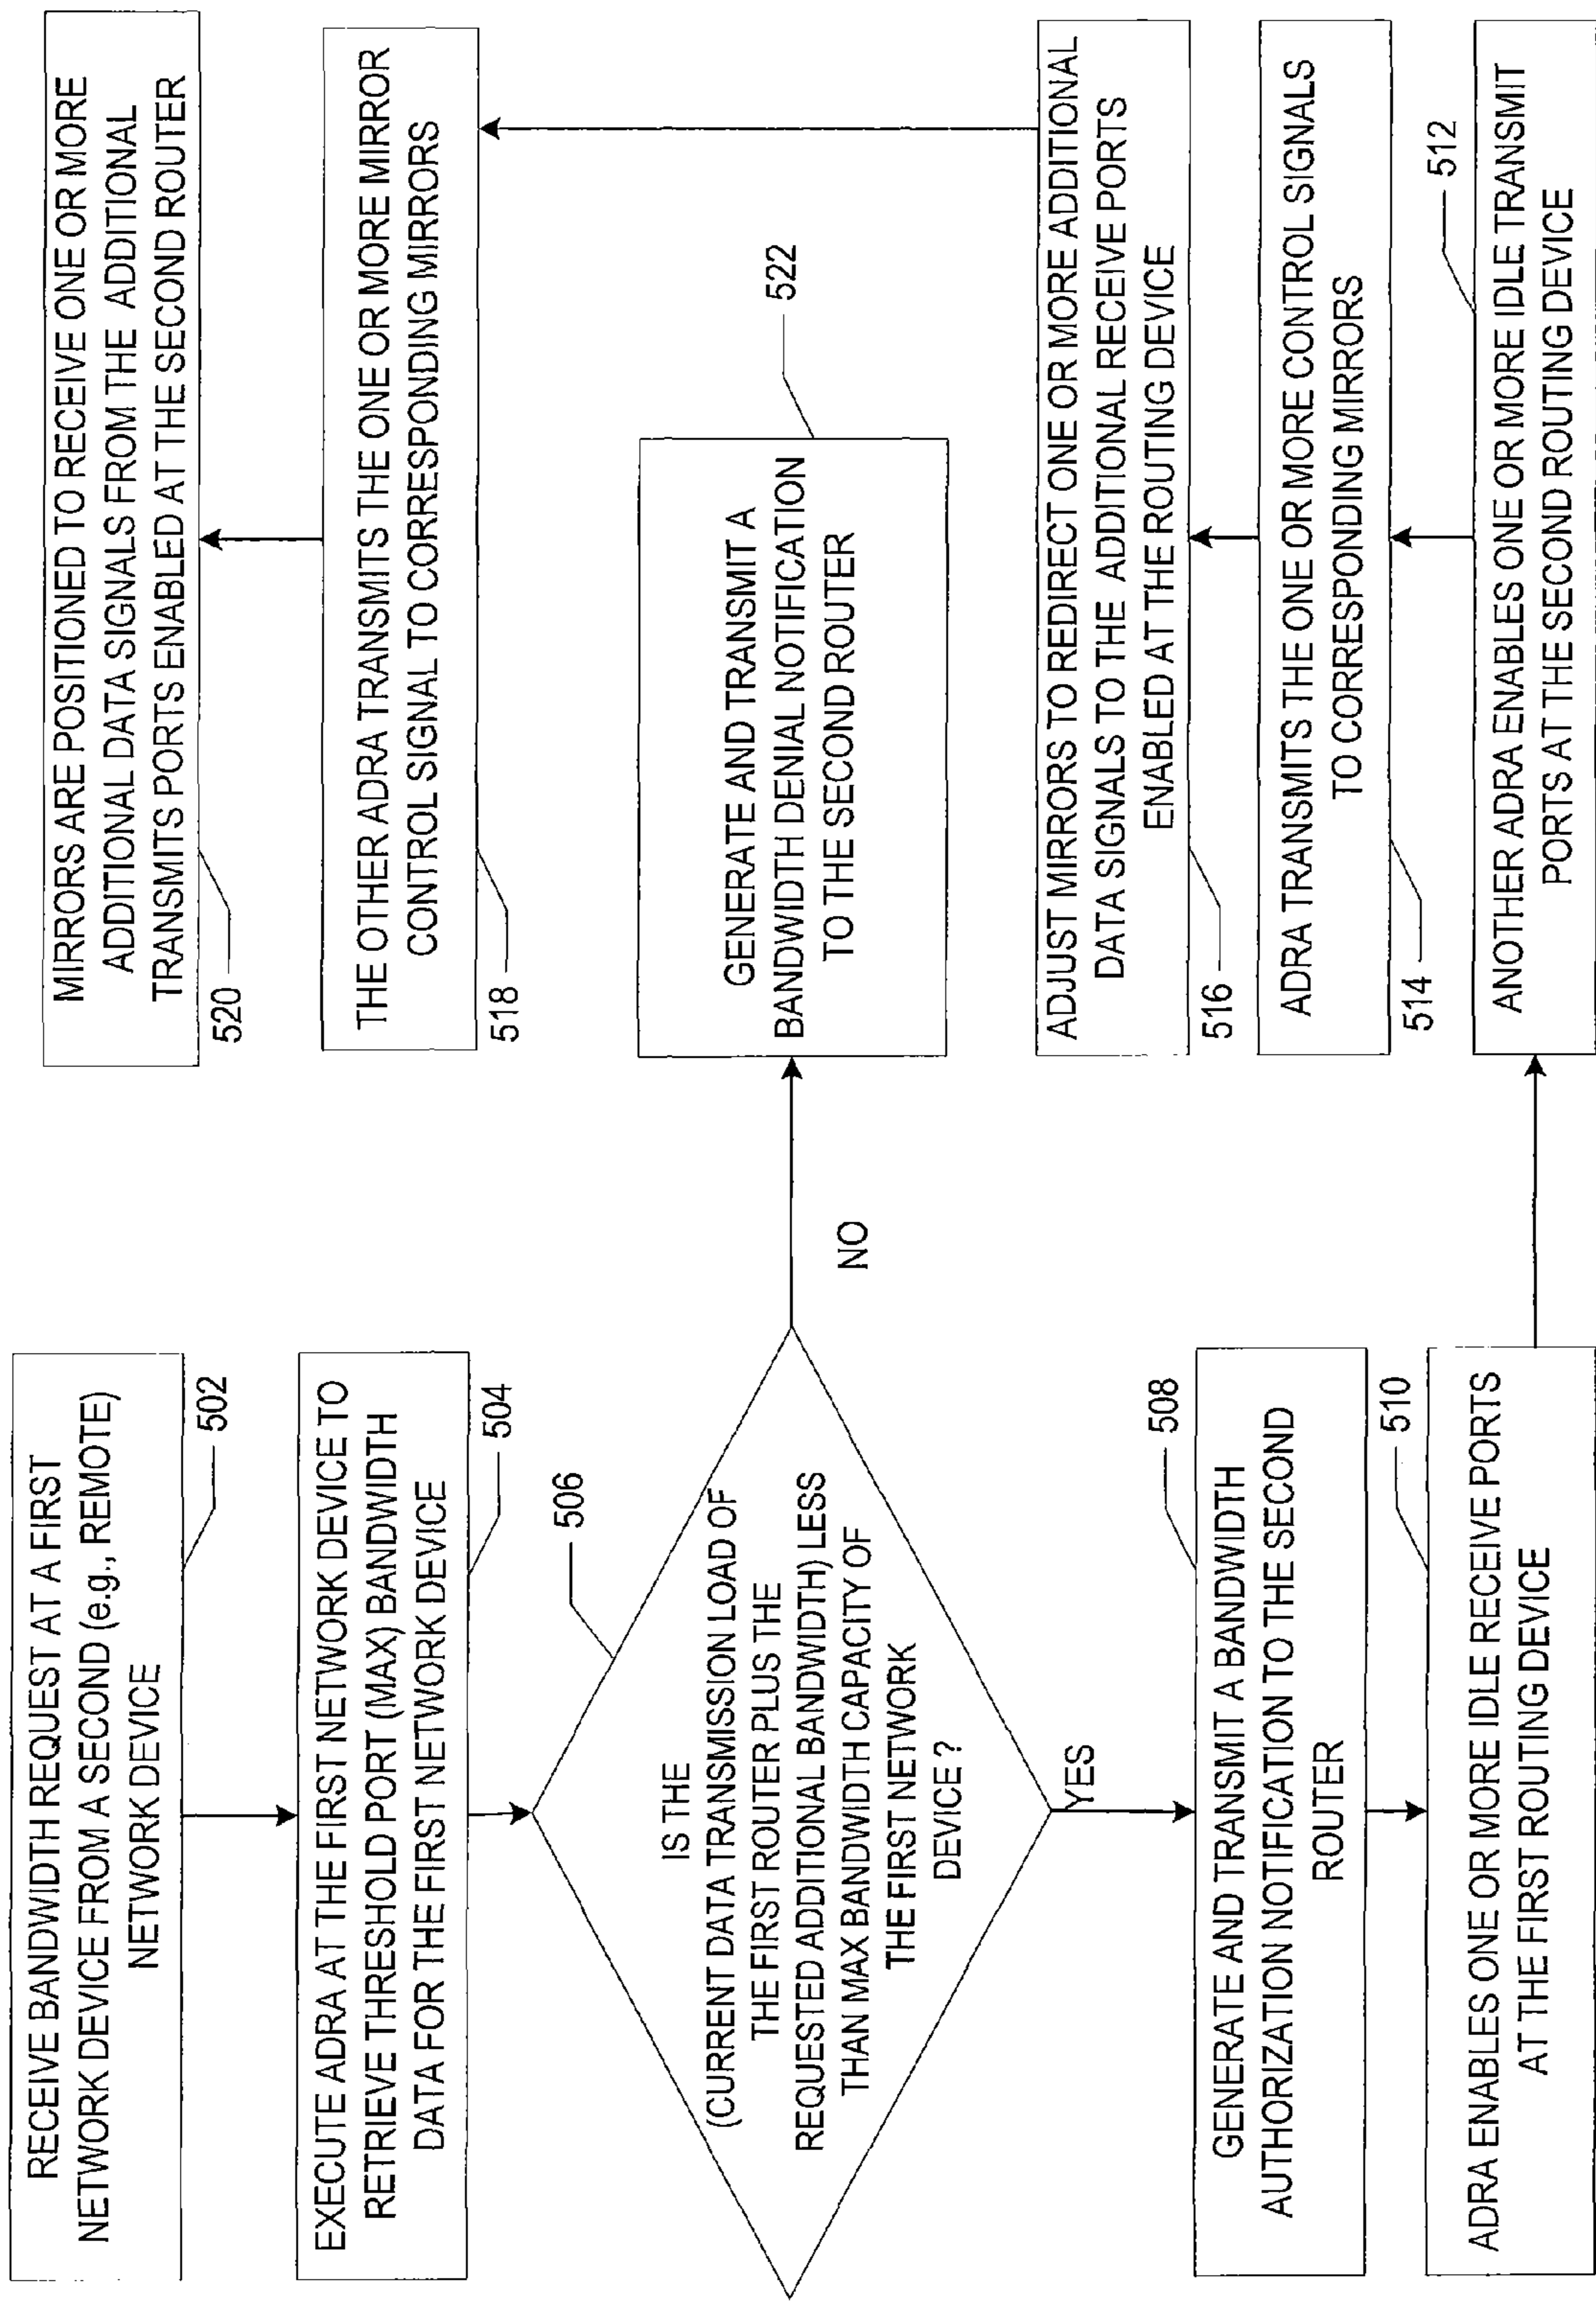 RECEIVE BANDWIDTH REQUEST AT A FIRST
NETWORK DEVICE FROM A SECOND (e.g., REMOTE)
NETWORK DEVICE
502
EXECUTE ADRA AT THE FIRST NETWORK DEVICE TO
RETRIEVE THRESHOLD PORT (MAX) BANDWIDTH
DATA FOR THE FIRST NETWORK DEVICE
504
506
IS THE
(CURRENT DATA TRANSMISSION LOAD OF
THE FIRST ROUTER PLUS THE
REQUESTED ADDITIONAL BANDWIDTH) LESS
THAN MAX BANDWIDTH CAPACITY OF
THE FIRST NETWORK
DEVICE ?
NO
YES
508
GENERATE AND TRANSMIT A BANDWIDTH
AUTHORIZATION NOTIFICATION TO THE SECOND
ROUTER
510
ADRA ENABLES ONE OR MORE IDLE RECEIVE PORTS
AT THE FIRST ROUTING DEVICE
MIRRORS ARE POSITIONED TO RECEIVE ONE OR MORE
ADDITIONAL DATA SIGNALS FROM THE ADDITIONAL
TRANSMITS PORTS ENABLED AT THE SECOND ROUTER
520
THE OTHER ADRA TRANSMITS THE ONE OR MORE MIRROR
CONTROL SIGNAL TO CORRESPONDING MIRRORS
518
GENERATE AND TRANSMIT A
BANDWIDTH DENIAL NOTIFICATION
TO THE SECOND ROUTER
522
ADJUST MIRRORS TO REDIRECT ONE OR MORE ADDITIONAL
DATA SIGNALS TO THE ADDITIONAL RECEIVE PORTS
ENABLED AT THE ROUTING DEVICE
516
ADRA TRANSMITS THE ONE OR MORE CONTROL SIGNALS
TO CORRESPONDING MIRRORS
514
512
ANOTHER ADRA ENABLES ONE OR MORE IDLE TRANSMIT
PORTS AT THE SECOND ROUTING DEVICE